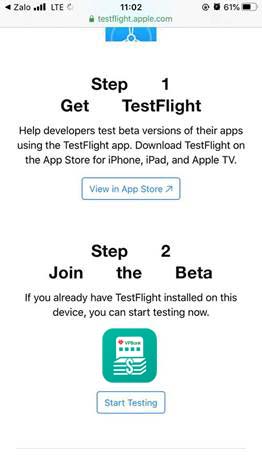 Zalo LTE 11:02 61%
testflight.apple.com
Step 1
Get TestFlight
Help developers test beta versions of their apps
using the TestFlight app. Download TestFlight on
the App Store for iPhone, iPad, and Apple TV.
View in App Store ↗
Step 2
Join the Beta
If you already have TestFlight installed on this
device, you can start testing now.
VPBank
$
Start Testing